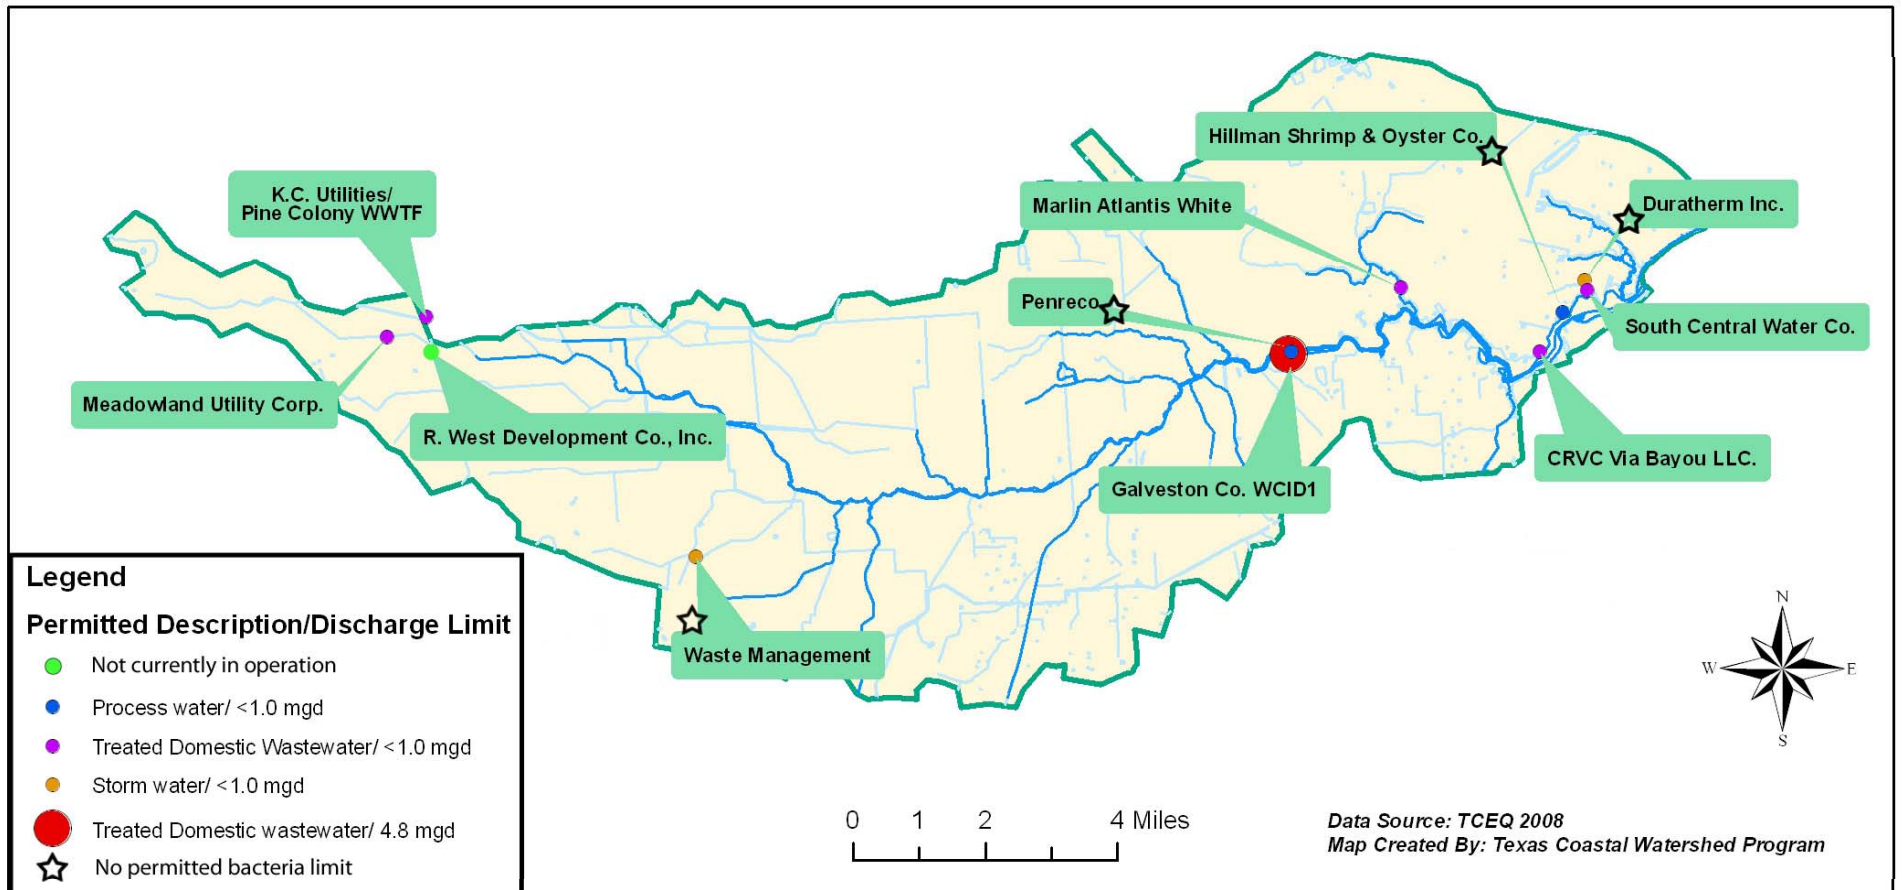 Hillman Shrimp & Oyster Co.
K.C. Utilities/
Pine Colony WWTF
Marlin Atlantis White
Duratherm Inc.
Penreco
South Central Water Co.
Meadowland Utility Corp.
R. West Development Co., Inc.
CRVC Via Bayou LLC.
Galveston Co. WCID1
Waste Management
Legend
Permitted Description/Discharge Limit
Not currently in operation
Process water/ <1.0 mgd
Treated Domestic Wastewater/ <1.0 mgd
Storm water/ <1.0 mgd
Treated Domestic wastewater/ 4.8 mgd
No permitted bacteria limit
0 1 2 4 Miles
N
W E
S
Data Source: TCEQ 2008
Map Created By: Texas Coastal Watershed Program